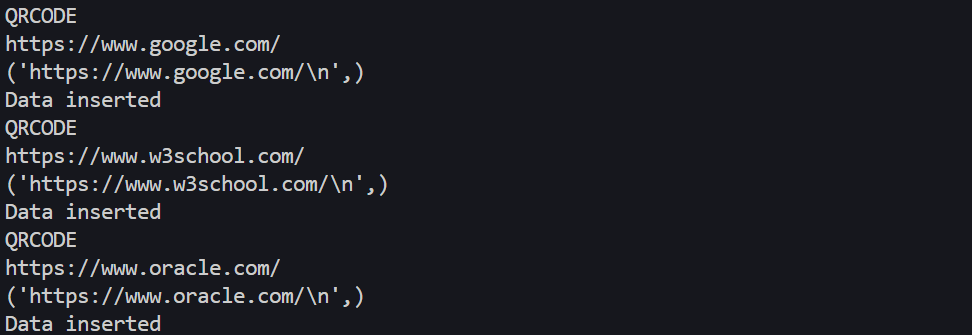 QRCODE
https://www.google.com/
('https://www.google.com/\n',)
Data inserted
QRCODE
https://www.w3school.com/
('https://www.w3school.com/\n',)
Data inserted
QRCODE
https://www.oracle.com/
('https://www.oracle.com/\n',)
Data inserted